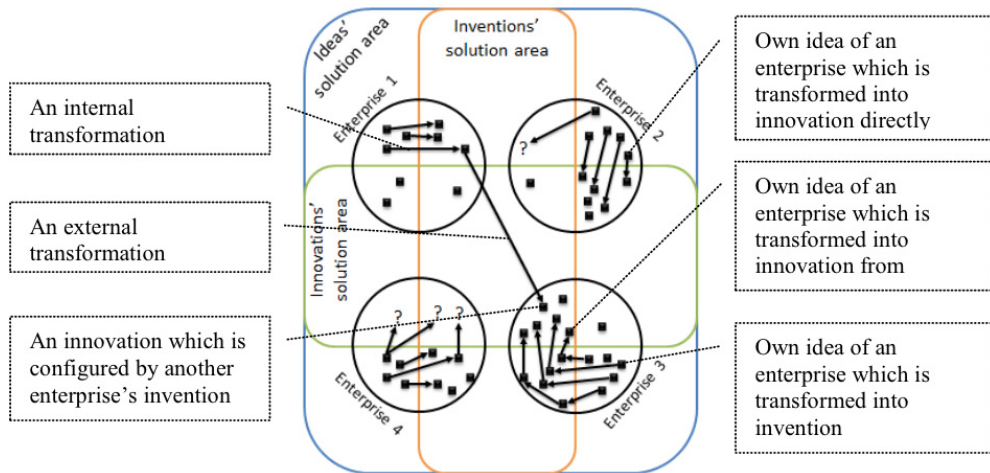 An internal
transformation
An external
transformation
An innovation which is
configured by another
enterprise's invention
Ideas'
solution area
Inventions'
solution area
Innovations'
solution area
Enterprise 1
?
Enterprise 2
? ? ?
Enterprise 4
Enterprise 3
Own idea of an
enterprise which is
transformed into
innovation directly
Own idea of an
enterprise which is
transformed into
innovation from
Own idea of an
enterprise which is
transformed into
invention